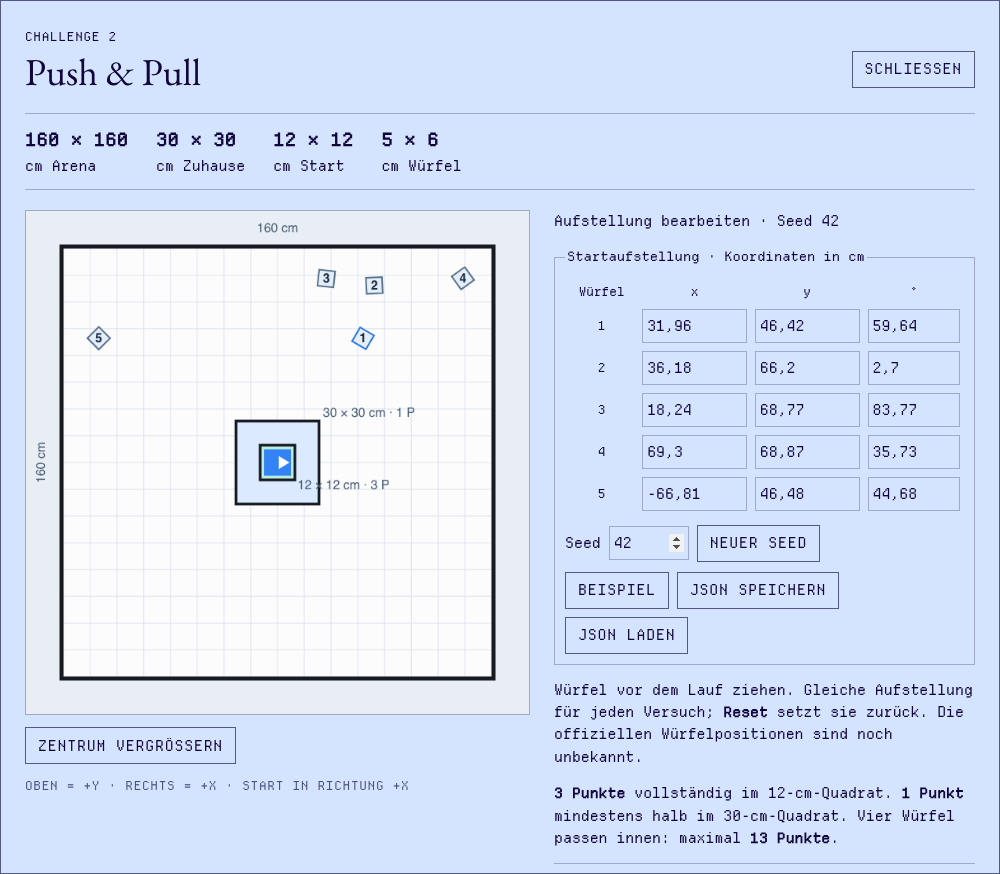 CHALLENGE 2
Push & Pull
SCHLIESSEN
160 × 160 30 × 30 12 × 12 5 × 6
cm Arena cm Zuhause cm Start cm Würfel
160 cm
3
2
4
5
1
30 × 30 cm · 1 P
160 cm
12 × 12 cm · 3 P
ZENTRUM VERGRÖSSERN
OBEN = +Y · RECHTS = +X · START IN RICHTUNG +X
Aufstellung bearbeiten · Seed 42
Startaufstellung · Koordinaten in cm
Würfel x y °
1 31,96 46,42 59,64
2 36,18 66,2 2,7
3 18,24 68,77 83,77
4 69,3 68,87 35,73
5 -66,81 46,48 44,68
Seed 42 NEUER SEED
BEISPIEL JSON SPEICHERN
JSON LADEN
Würfel vor dem Lauf ziehen. Gleiche Aufstellung
für jeden Versuch; Reset setzt sie zurück. Die
offiziellen Würfelpositionen sind noch
unbekannt.
3 Punkte vollständig im 12-cm-Quadrat. 1 Punkt
mindestens halb im 30-cm-Quadrat. Vier Würfel
passen innen: maximal 13 Punkte.